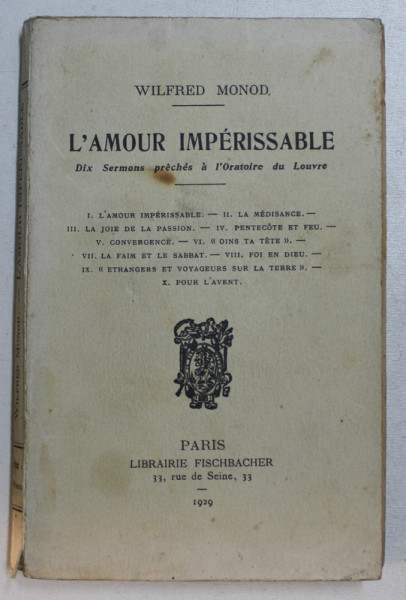 WILFRED MONOD
L'AMOUR IMPÉRISSABLE
Dix Sermons prêchés à l'Oratoire du Louvre
I. L'AMOUR IMPÉRISSABLE. — II. LA MÉDISANCE. —
III. LA JOIE DE LA PASSION. — IV. PENTECÔTE ET FEU. —
V. CONVERGENCE. — VI. « OINS TA TÊTE ». —
VII. LA FAIM ET LE SABBAT. — VIII. FOI EN DIEU. —
IX. « ETRANGERS ET VOYAGEURS SUR LA TERRE ». —
X. POUR L'AVENT.
PARIS
LIBRAIRIE FISCHBACHER
33, rue de Seine, 33
1929
WILFRED MONOD